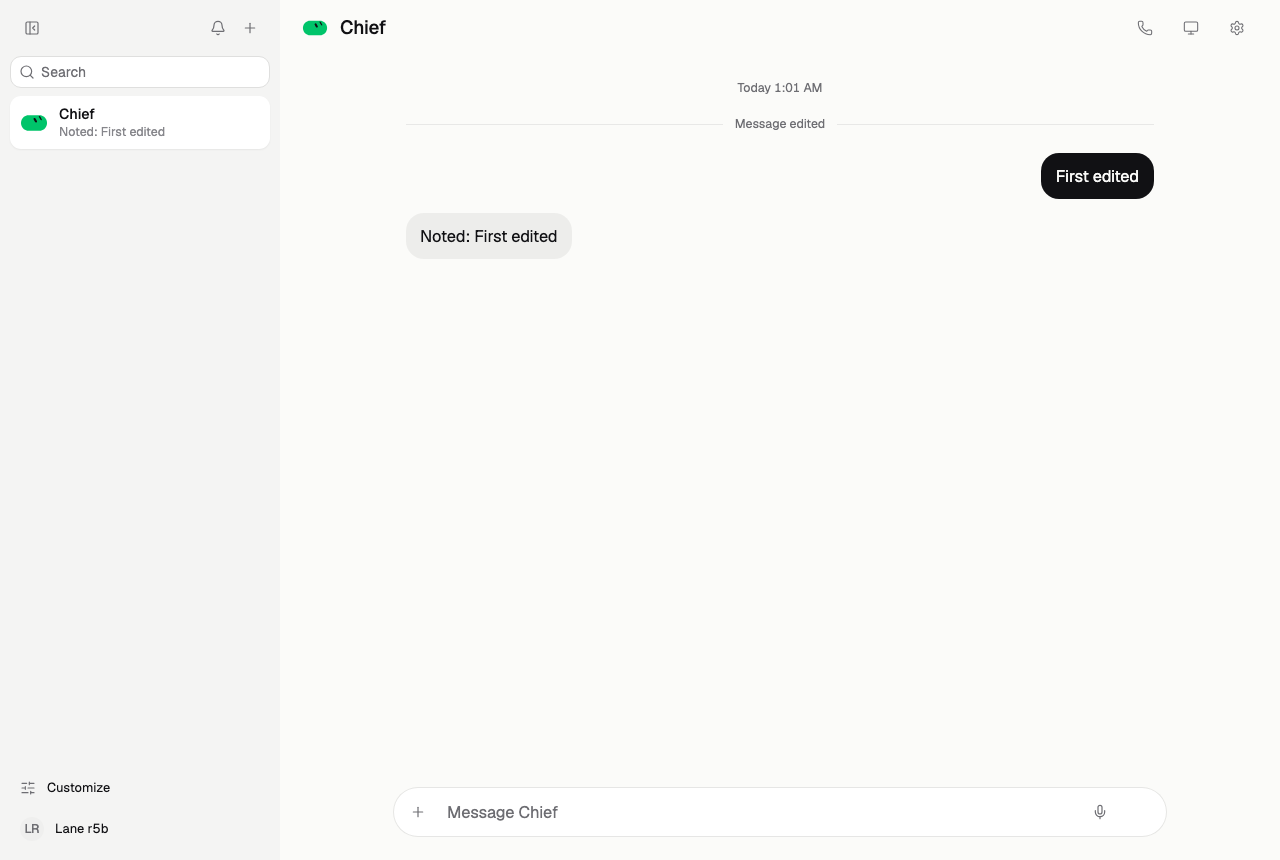 Search
Chief
Noted: First edited
Customize
LR
Lane r5b
Chief
Today 1:01 AM
Message edited
First edited
Noted: First edited
Message Chief